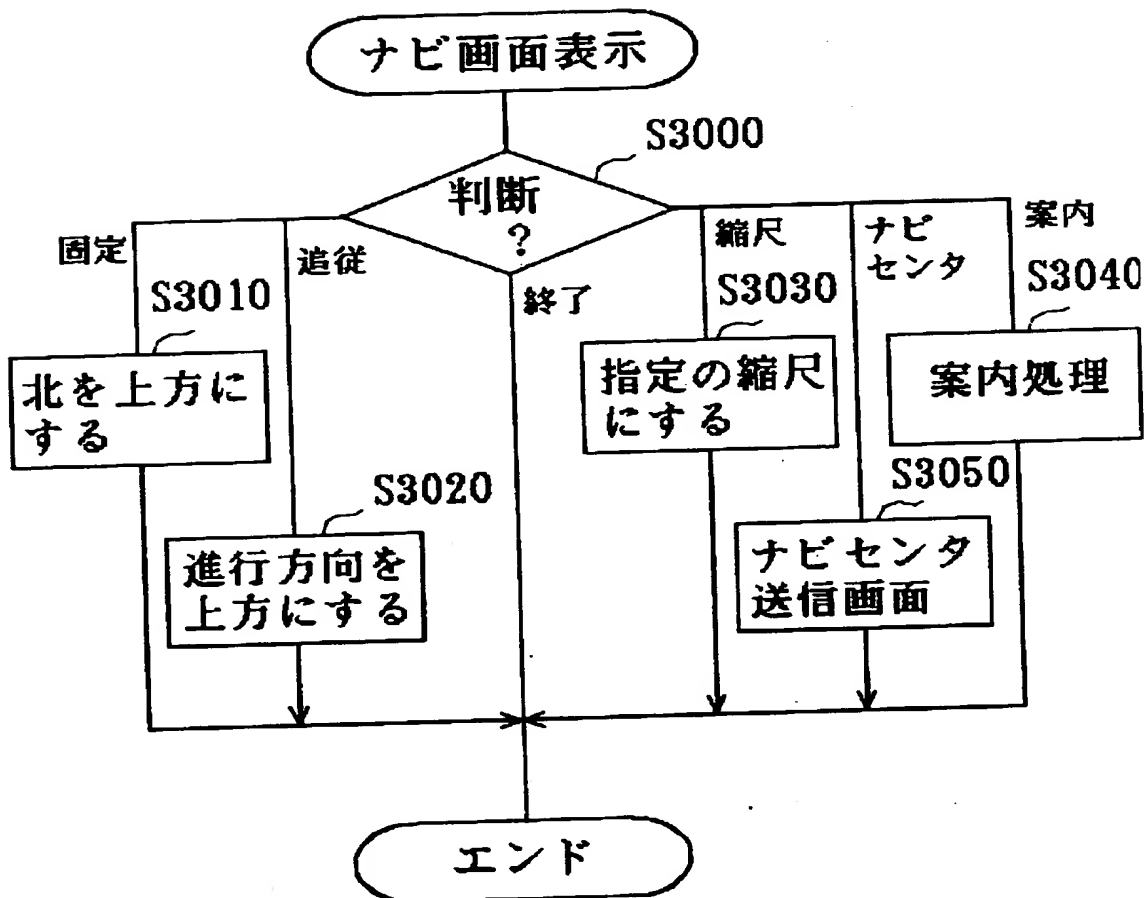 ナビ画面表示
S3000
判断
?
固定
追従
終了
縮尺
ナビ
センタ
案内
S3010
S3030
S3040
北を上方に
する
指定の縮尺
にする
案内処理
S3020
S3050
進行方向を
上方にする
ナビセンタ
送信画面
エンド